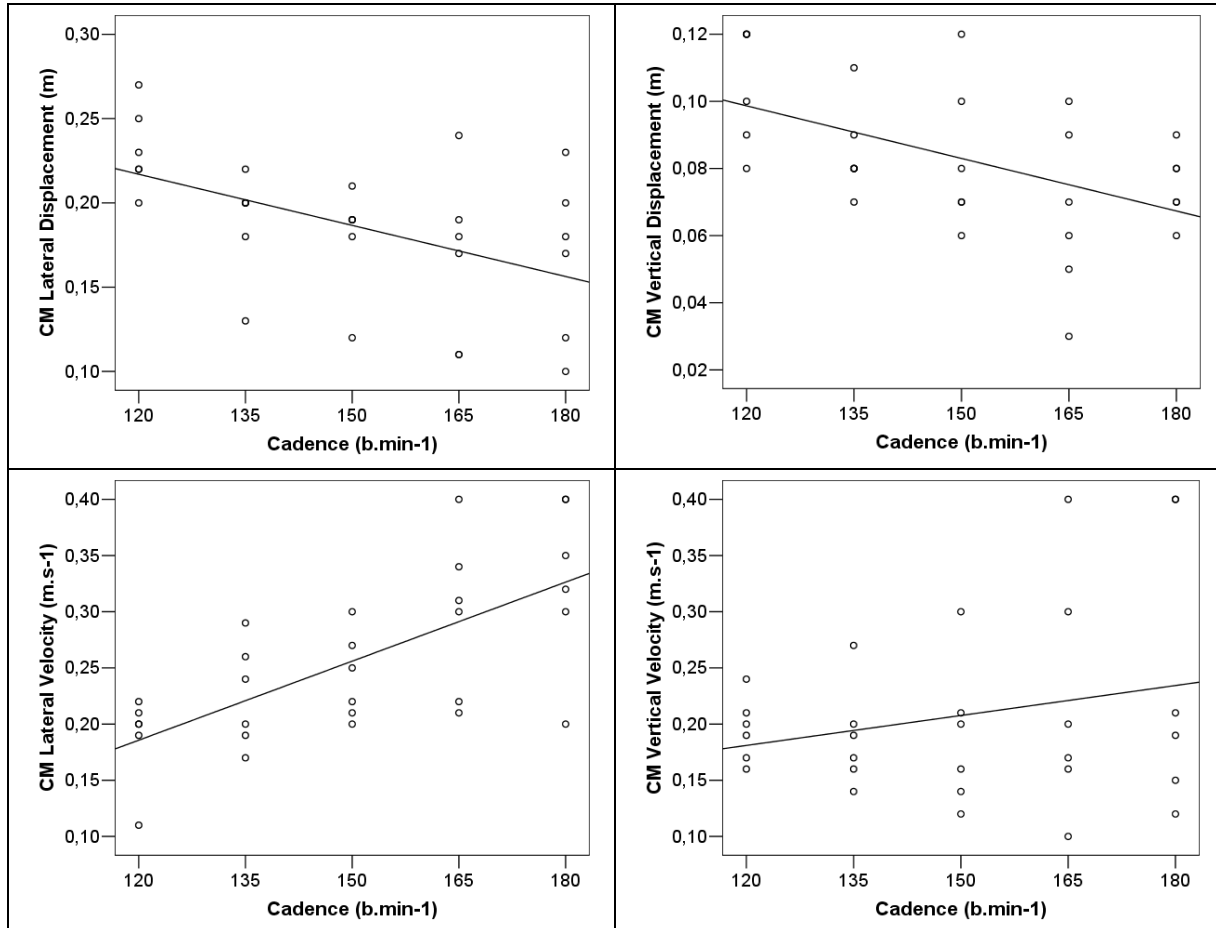 CM Lateral Displacement (m)
0,30
0,25
0,20
0,15
0,10
120 135 150 165 180
Cadence (b.min-1)
CM Vertical Displacement (m)
0,12
0,10
0,08
0,06
0,04
0,02
120 135 150 165 180
Cadence (b.min-1)
CM Lateral Velocity (m.s-1)
0,40
0,35
0,30
0,25
0,20
0,15
0,10
120 135 150 165 180
Cadence (b.min-1)
CM Vertical Velocity (m.s-1)
0,40
0,35
0,30
0,25
0,20
0,15
0,10
120 135 150 165 180
Cadence (b.min-1)